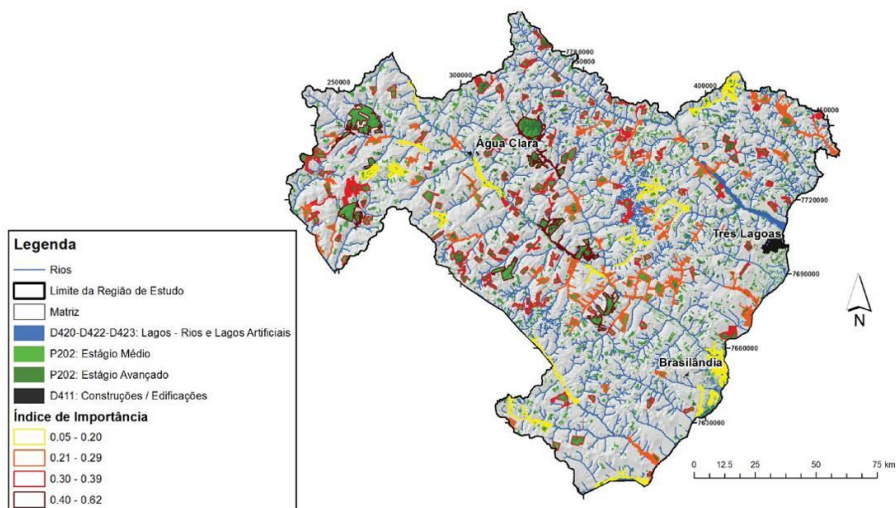 7780000
250000
300000
400000
Água Clara
7720000
Três Lagoas
7690000
Legenda
Rios
Limite da Região de Estudo
Matriz
D420-D422-D423: Lagos - Rios e Lagos Artificiais
P202: Estágio Médio
P202: Estágio Avançado
D411: Construções / Edificações
Índice de Importância
0.05 - 0.20
0.21 - 0.29
0.30 - 0.39
0.40 - 0.62
N
7660000
Brasilândia
7630000
0 12,5 25 50 75 km